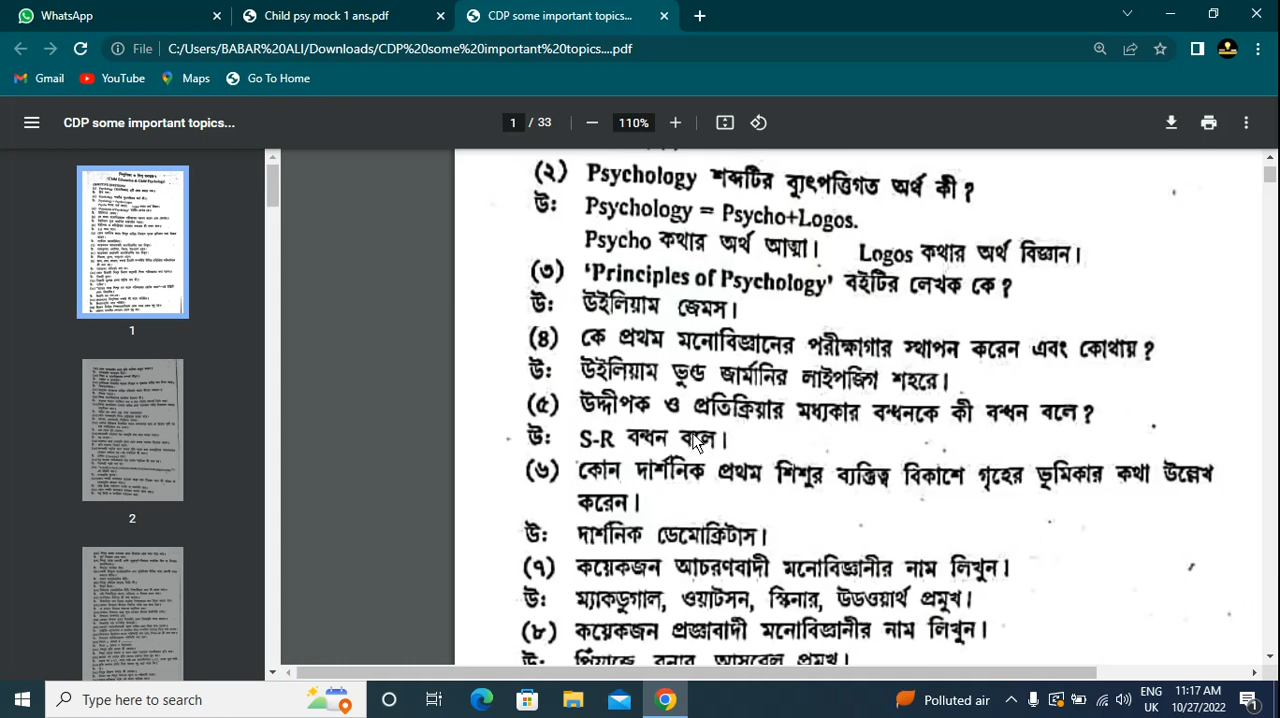 WhatsApp
Child psy mock 1 ans.pdf
CDP some important topics...
File
C:/Users/BABAR%20ALI/Downloads/CDP%20some%20important%20topics....pdf
Gmail
YouTube
Maps
Go To Home
CDP some important topics...
1 / 33
110%
(২) Psychology শব্দটির ব্যুৎপত্তিগত অর্থ কী?
উ: Psychology = Psycho+Logos.
Psycho কথার অর্থ আত্মা। Logos কথার অর্থ বিজ্ঞান।
(৩) ‘Principles of Psychology’ বইটির লেখক কে?
উ: উইলিয়াম জেমস।
(৪) কে প্রথম মনোবিজ্ঞানের পরীক্ষাগার স্থাপন করেন এবং কোথায়?
উ: উইলিয়াম ভুণ্ড জার্মানির লাইপজিগ শহরে।
(৫) উদ্দীপক ও প্রতিক্রিয়ার মধ্যকার বন্ধনকে কী বন্ধন বলে?
উ: S-R বন্ধন বলে।
(৬) কোন দার্শনিক প্রথম শিশুর ব্যক্তিত্ব বিকাশে গৃহের ভূমিকার কথা উল্লেখ
করেন।
উ: দার্শনিক ডেমোক্রিটাস।
(৭) কয়েকজন আচরণবাদী মনোবিজ্ঞানীর নাম লিখুন।
উ: ম্যাকডুগাল, ওয়াটসন, স্কিনার, উডওয়ার্থ প্রমুখ।
(৮) কয়েকজন প্রজ্ঞাবাদী মনোবিজ্ঞানীর নাম লিখুন
1
2
Type here to search
Polluted air
ENG
UK
11:17 AM
10/27/2022
1